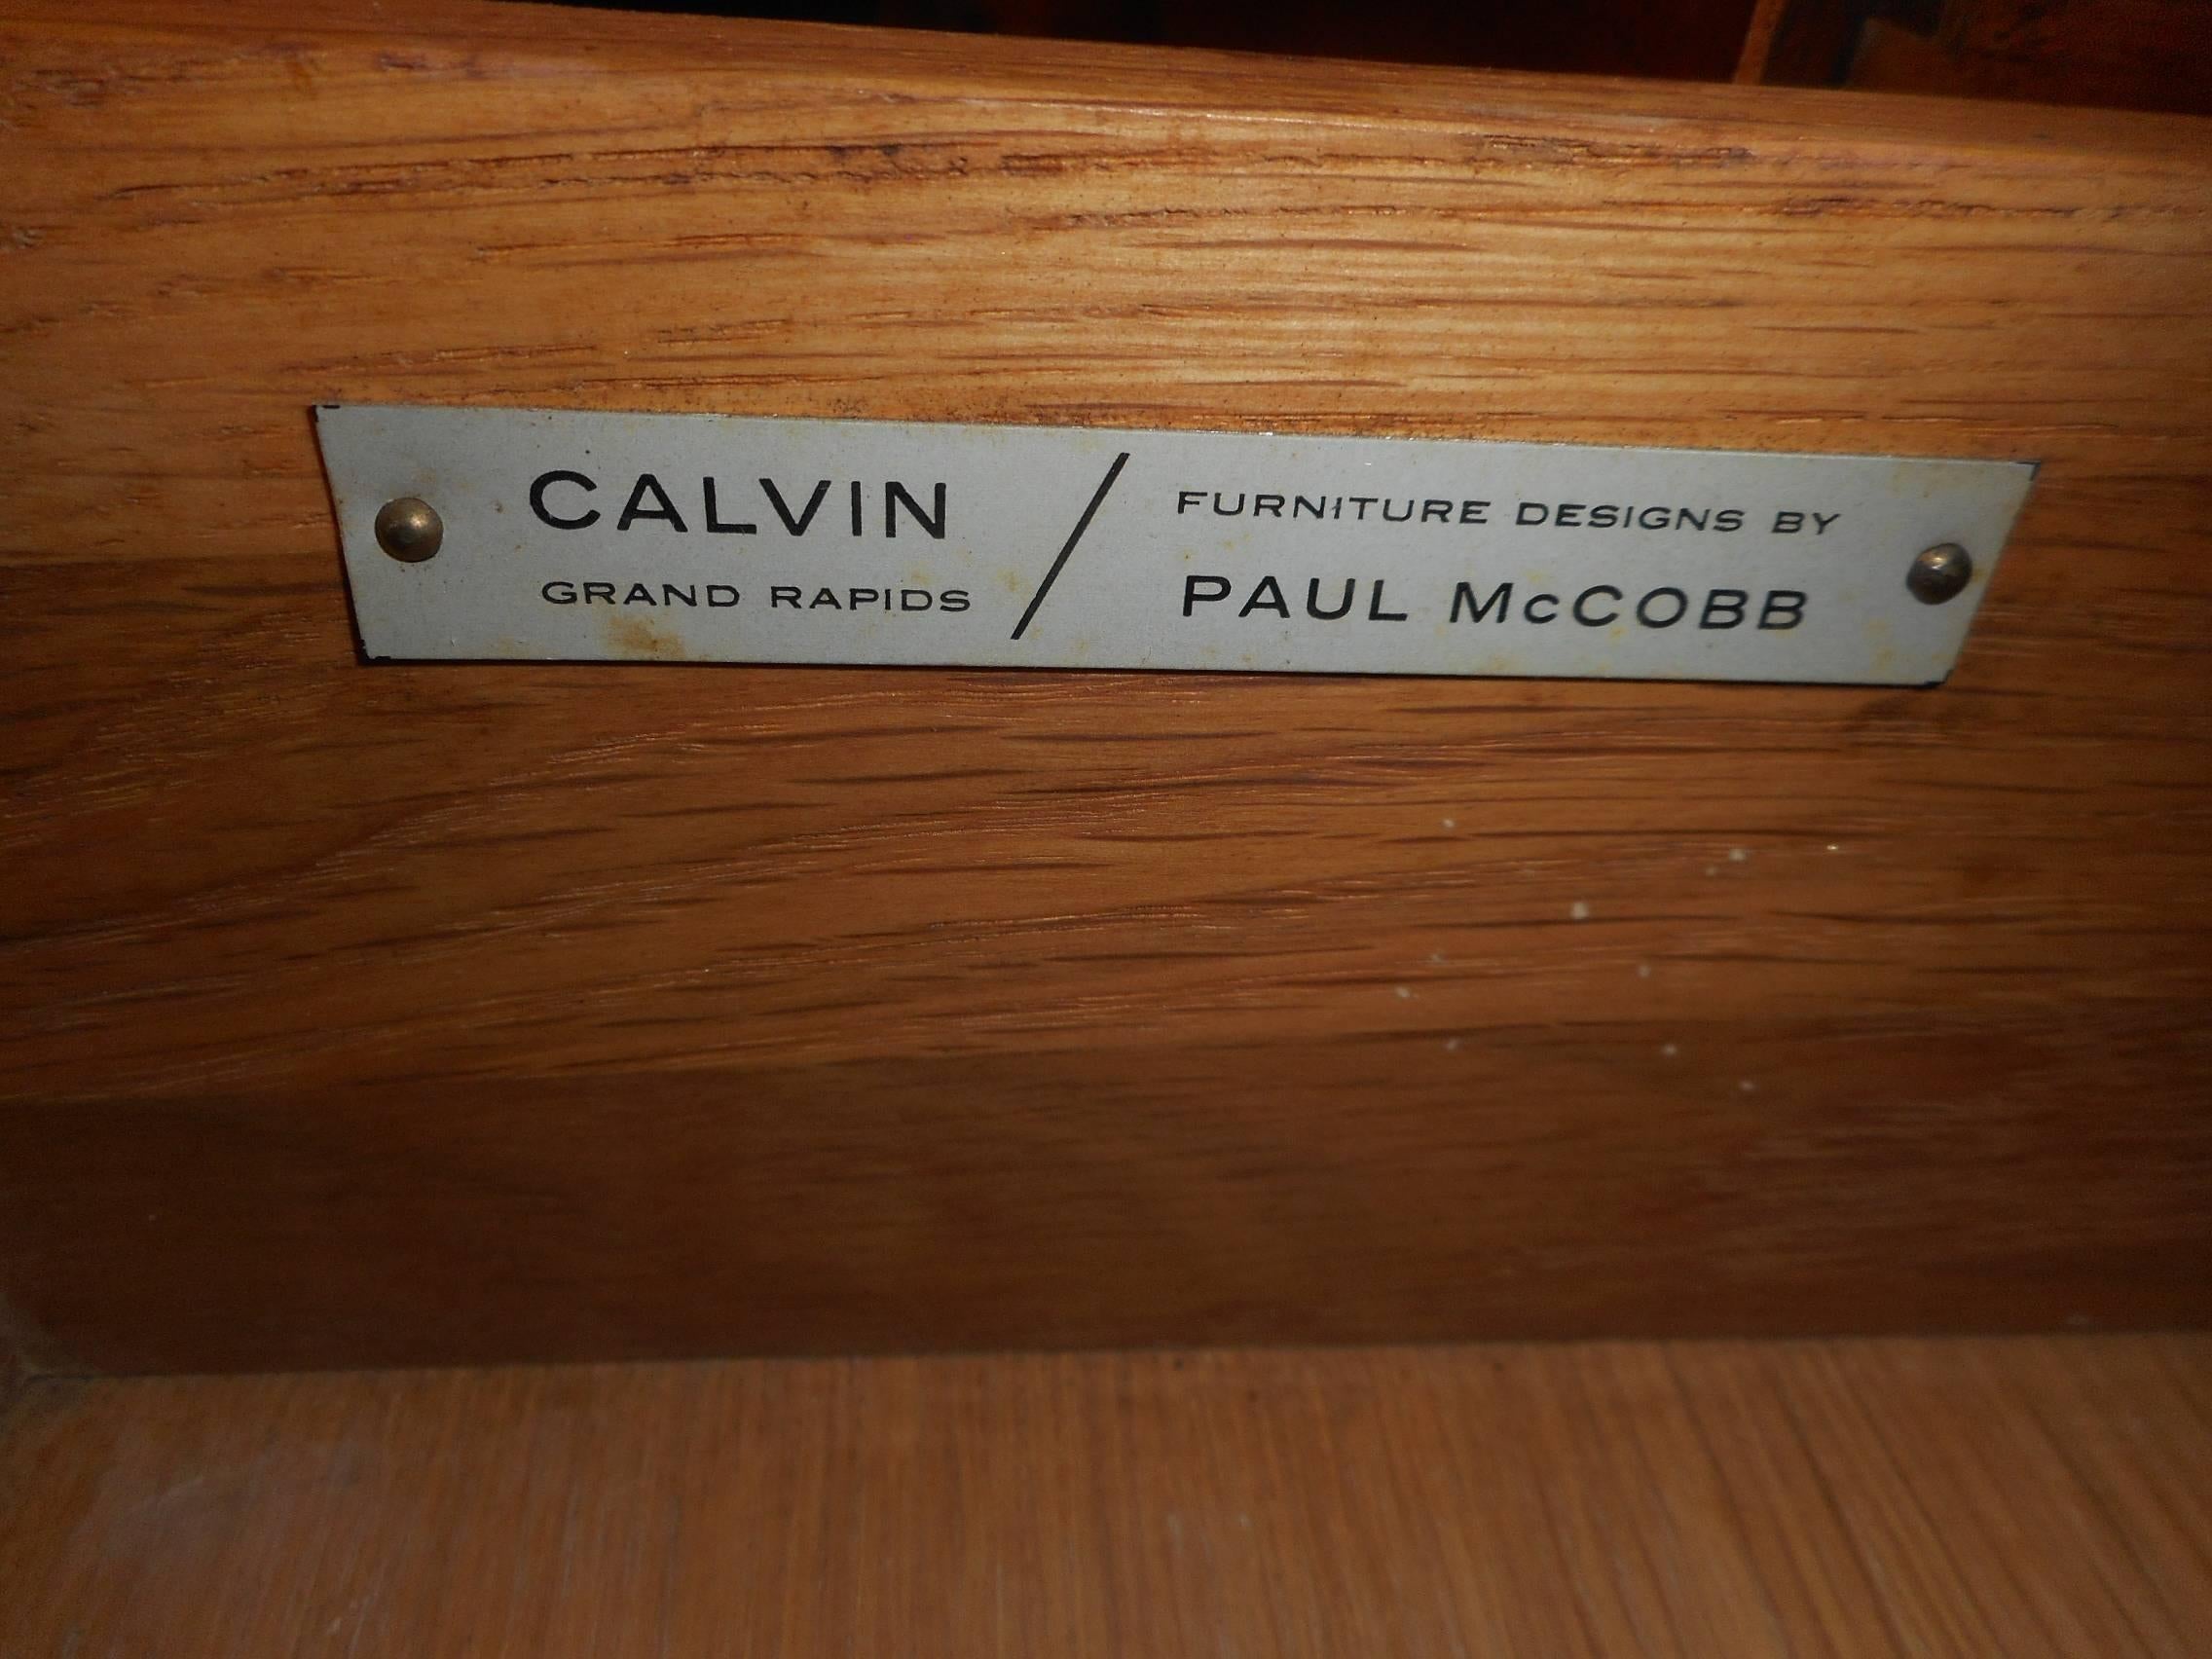 CALVIN
GRAND RAPIDS
/
FURNITURE DESIGNS BY
PAUL McCOBB